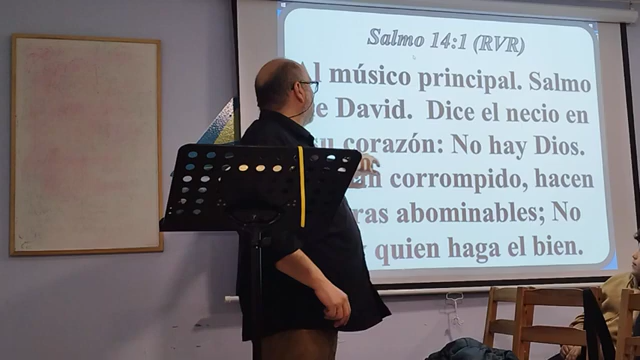 Salmo 14:1 (RVR)
l músico principal. Salmo
e David. Dice el necio en
u corazón: No hay Dios.
n corrompido, hacen
ras abominables; No
quien haga el bien.